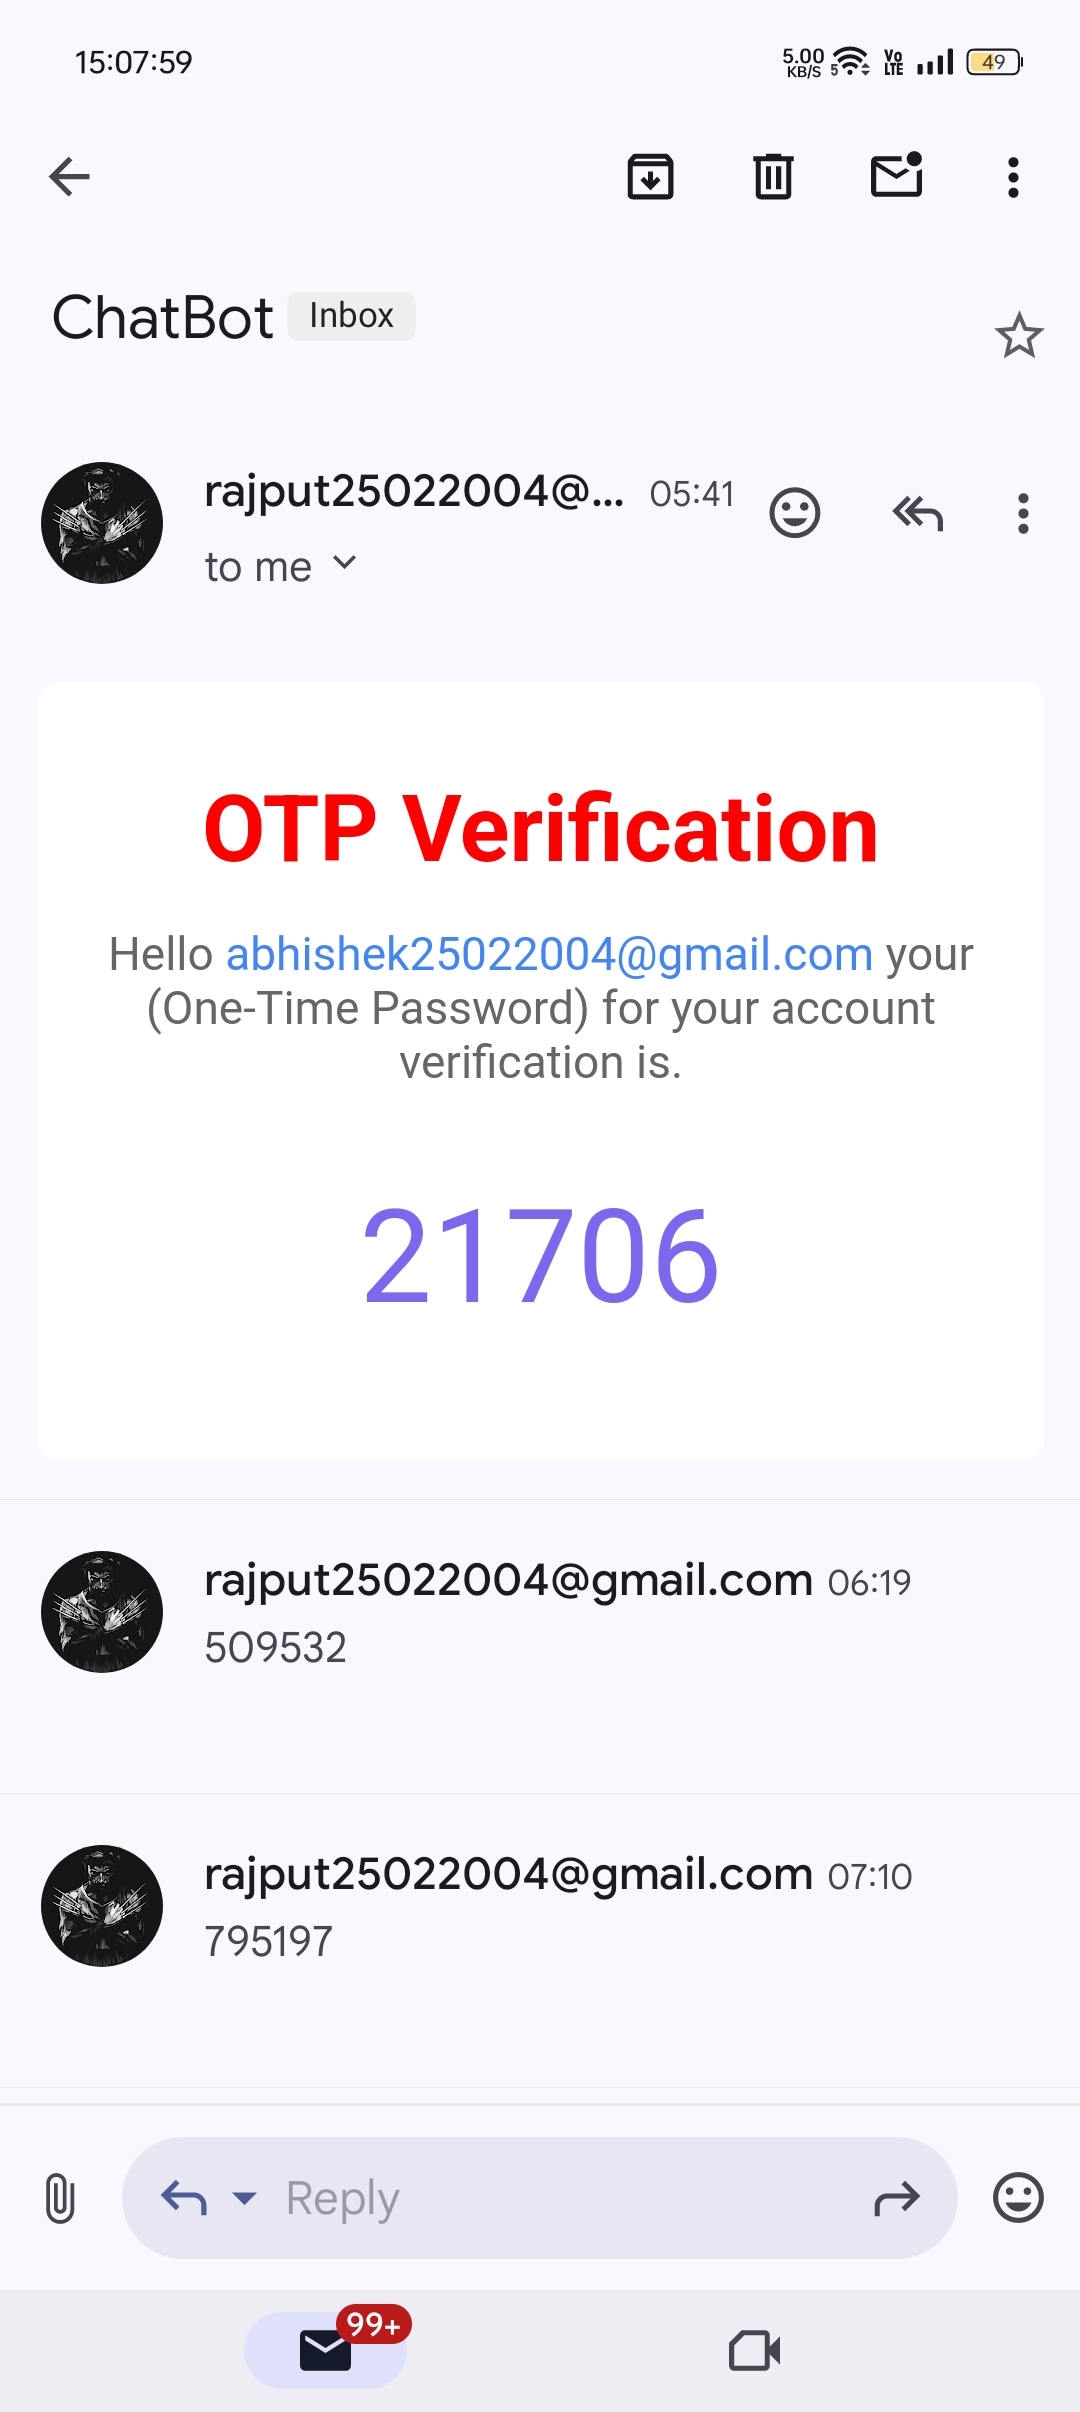 15:07:59
5.00 KB/S 5 Vo LTE 49
ChatBot Inbox
rajput25022004@... 05:41
to me
OTP Verification
Hello abhishek25022004@gmail.com your
(One-Time Password) for your account
verification is.
21706
rajput25022004@gmail.com 06:19
509532
rajput25022004@gmail.com 07:10
795197
Reply
99+